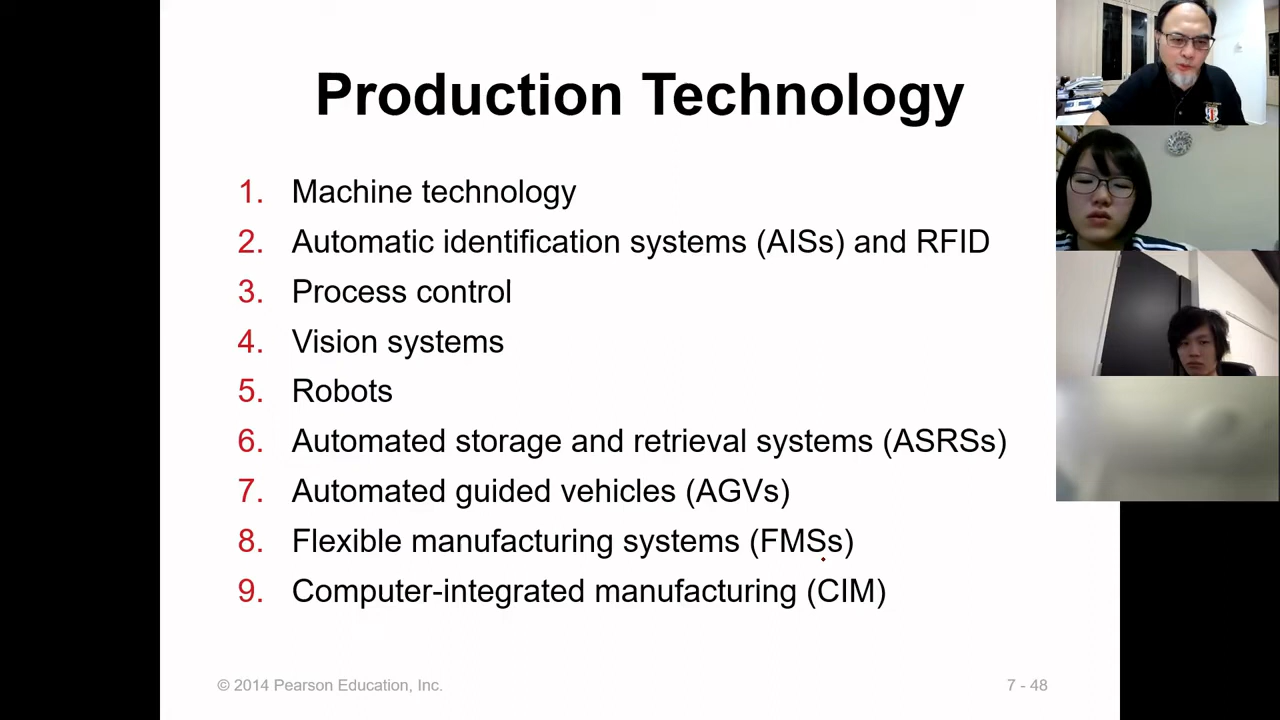 Production Technology
1. Machine technology
2. Automatic identification systems (AISs) and RFID
3. Process control
4. Vision systems
5. Robots
6. Automated storage and retrieval systems (ASRSs)
7. Automated guided vehicles (AGVs)
8. Flexible manufacturing systems (FMSs)
9. Computer-integrated manufacturing (CIM)
© 2014 Pearson Education, Inc.
7 - 48